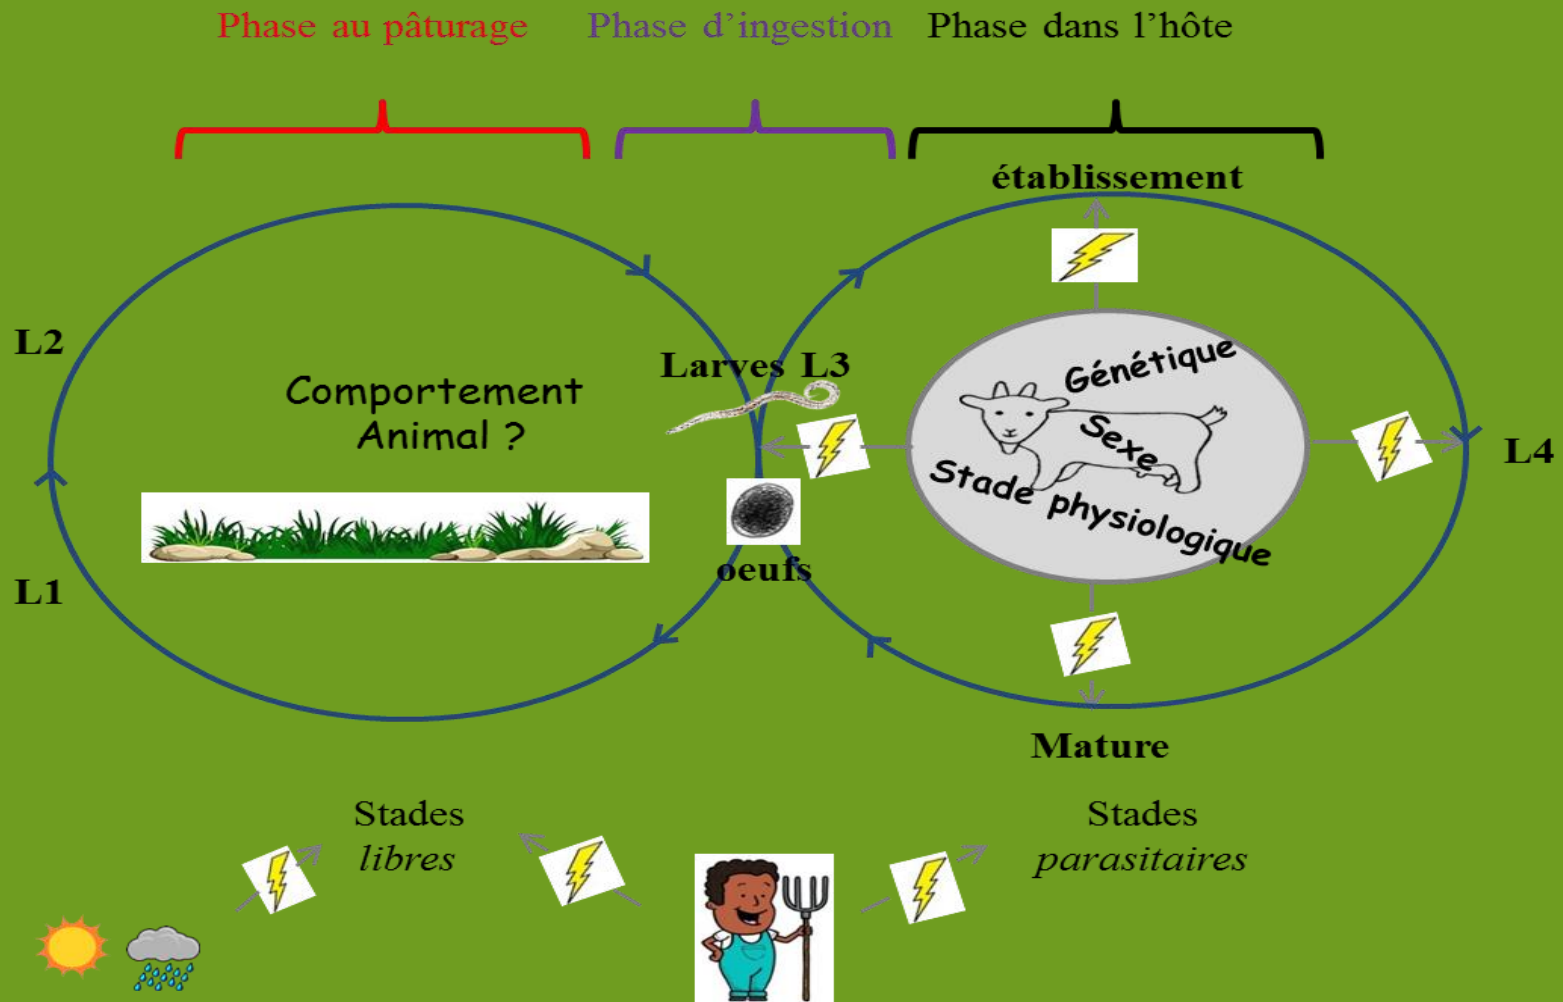 Phase au pâturage
Phase d'ingestion
Phase dans l'hôte
établissement
L2
Larves L3
Comportement
Animal ?
Génétique
Sexe
Stade physiologique
L4
L1
oeufs
Mature
Stades
libres
Stades
parasitaires